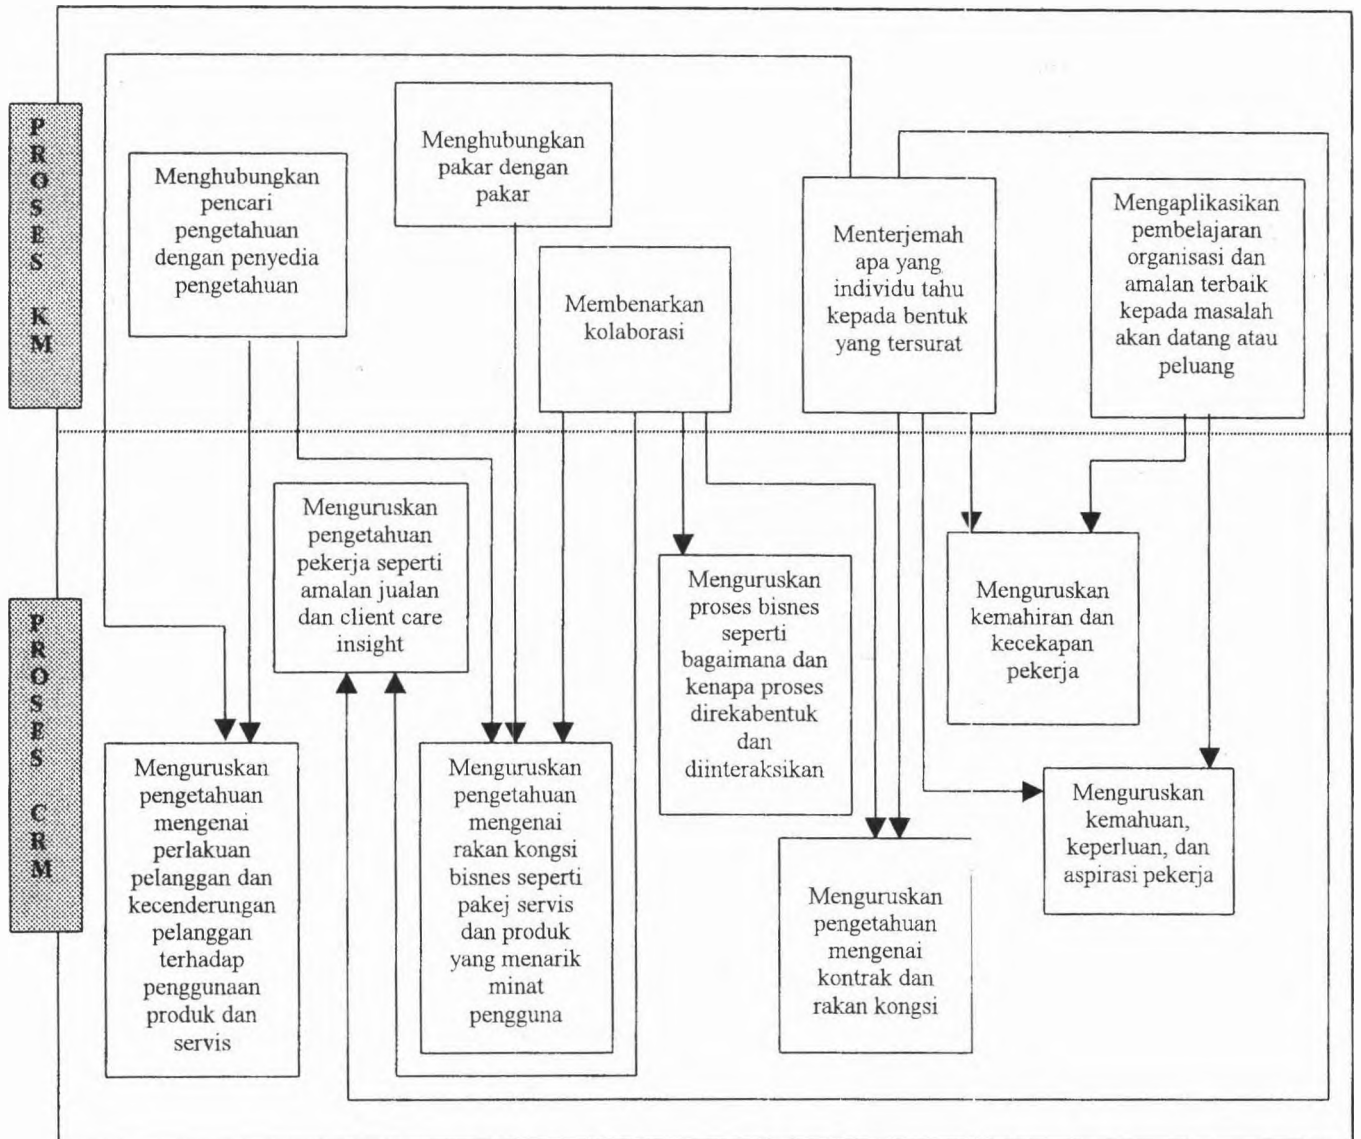 PROSES KM
Menghubungkan
pencari
pengetahuan
dengan penyedia
pengetahuan
Menghubungkan
pakar dengan
pakar
Membenarkan
kolaborasi
Menterjemah
apa yang
individu tahu
kepada bentuk
yang tersurat
Mengaplikasikan
pembelajaran
organisasi dan
amalan terbaik
kepada masalah
akan datang atau
peluang
PROSES CRM
Menguruskan
pengetahuan
pekerja seperti
amalan jualan
dan client care
insight
Menguruskan
proses bisnes
seperti
bagaimana dan
kenapa proses
direkabentuk
dan
diinteraksikan
Menguruskan
kemahiran dan
kecekapan
pekerja
Menguruskan
pengetahuan
mengenai
perlakuan
pelanggan dan
kecenderungan
pelanggan
terhadap
penggunaan
produk dan
servis
Menguruskan
pengetahuan
mengenai
rakan kongsi
bisnes seperti
pakej servis
dan produk
yang menarik
minat
pengguna
Menguruskan
pengetahuan
mengenai
kontrak dan
rakan kongsi
Menguruskan
kemahuan,
keperluan, dan
aspirasi pekerja